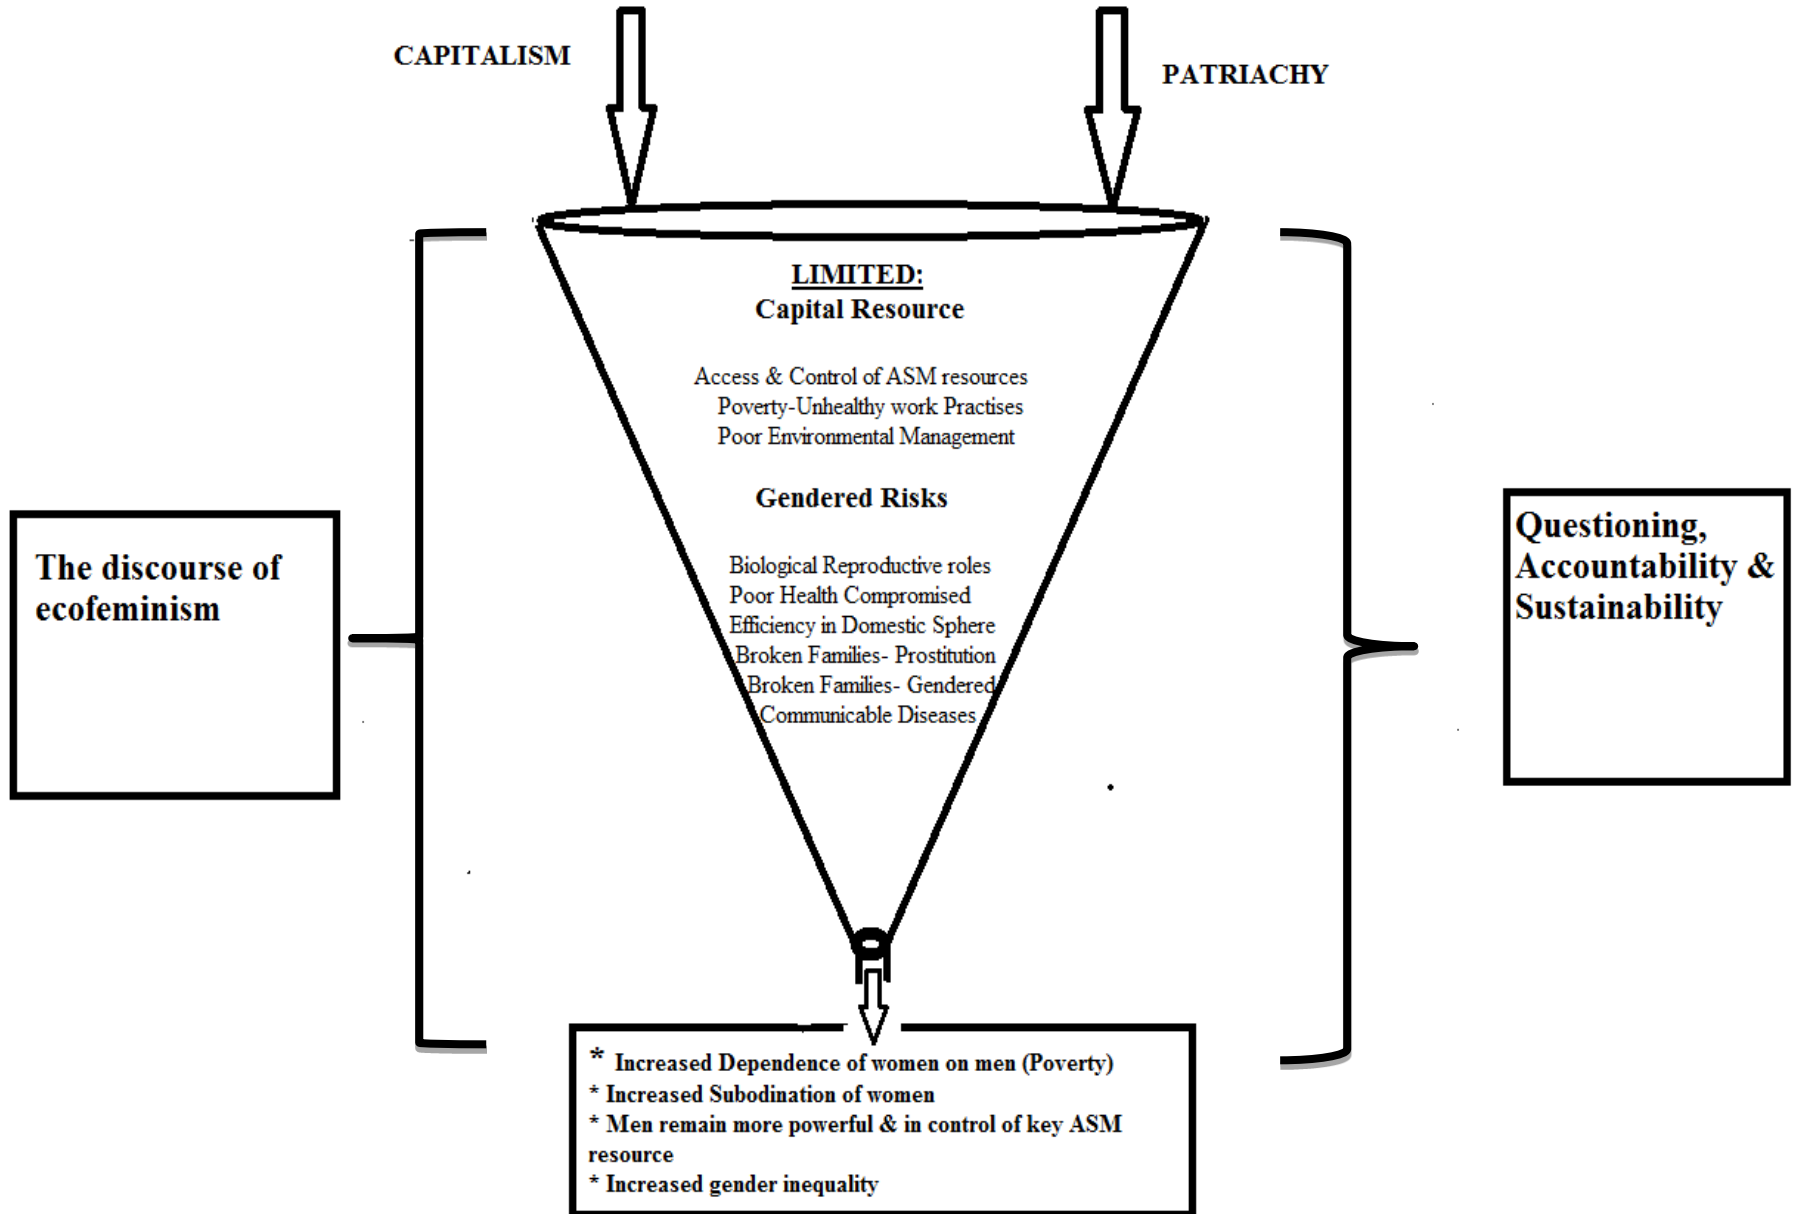 CAPITALISM
PATRIACHY
LIMITED:
Capital Resource
Access & Control of ASM resources
Poverty-Unhealthy work Practises
Poor Environmental Management
Gendered Risks
Biological Reproductive roles
Poor Health Compromised
Efficiency in Domestic Sphere
Broken Families- Prostitution
Broken Families- Gendered
Communicable Diseases
The discourse of
ecofeminism
Questioning,
Accountability &
Sustainability
* Increased Dependence of women on men (Poverty)
* Increased Subodination of women
* Men remain more powerful & in control of key ASM
resource
* Increased gender inequality